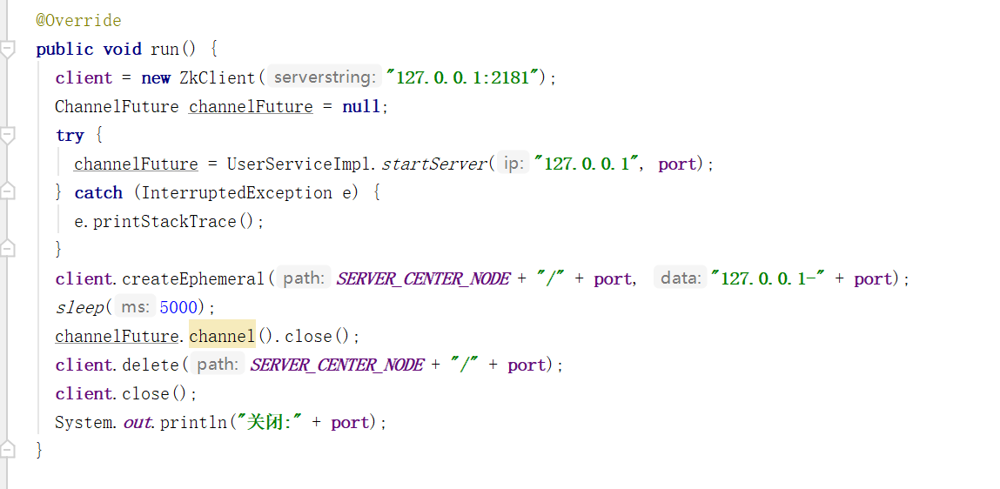 @Override
public void run() {
client = new ZkClient( serverstring: "127.0.0.1:2181");
ChannelFuture channelFuture = null;
try {
channelFuture = UserServiceImpl.startServer( ip: "127.0.0.1", port);
} catch (InterruptedException e) {
e.printStackTrace();
}
client.createEphemeral( path: SERVER_CENTER_NODE + "/" + port, data: "127.0.0.1-" + port);
sleep( ms: 5000);
channelFuture.channel().close();
client.delete( path: SERVER_CENTER_NODE + "/" + port);
client.close();
System.out.println("关闭:" + port);
}